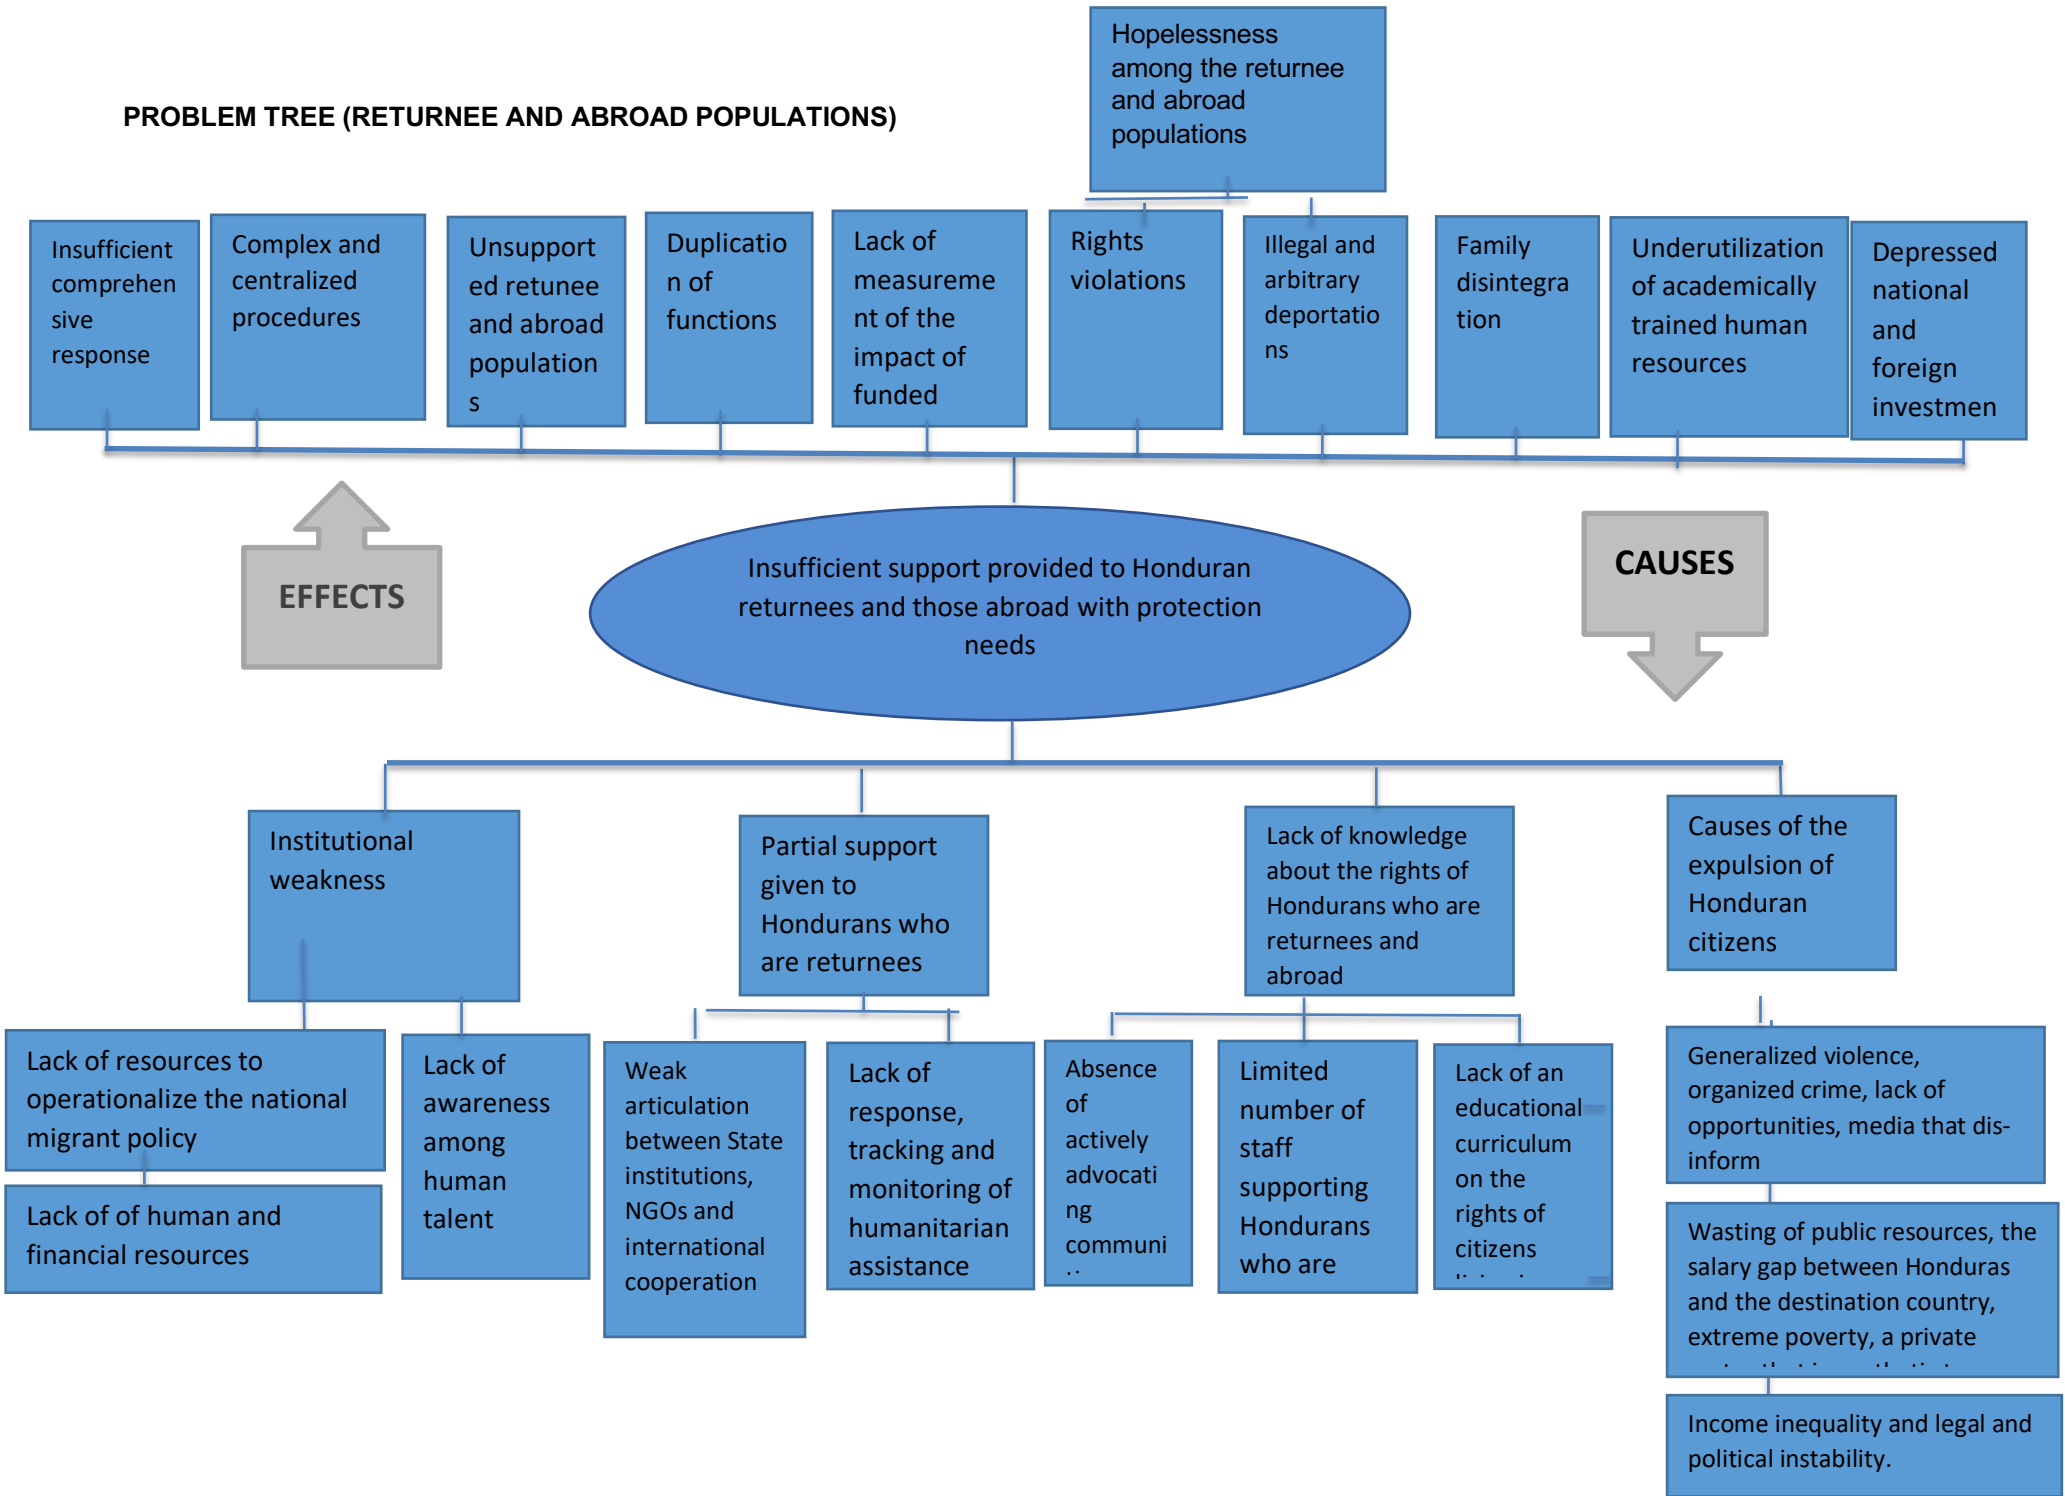 Hopelessness
among the returnee
and abroad
populations
PROBLEM TREE (RETURNEE AND ABROAD POPULATIONS)
Insufficient
comprehen
sive
response
Complex and
centralized
procedures
Unsupport
ed retunee
and abroad
population
s
Duplicatio
n of
functions
Lack of
measureme
nt of the
impact of
funded
Rights
violations
Illegal and
arbitrary
deportatio
ns
Family
disintegra
tion
Underutilization
of academically
trained human
resources
Depressed
national
and
foreign
investmen
EFFECTS
Insufficient support provided to Honduran
returnees and those abroad with protection
needs
CAUSES
Institutional
weakness
Partial support
given to
Hondurans who
are returnees
Lack of knowledge
about the rights of
Hondurans who are
returnees and
abroad
Causes of the
expulsion of
Honduran
citizens
Lack of resources to
operationalize the national
migrant policy
Lack of of human and
financial resources
Lack of
awareness
among
human
talent
Weak
articulation
between State
institutions,
NGOs and
international
cooperation
Lack of
response,
tracking and
monitoring of
humanitarian
assistance
Absence
of
actively
advocati
ng
communi
Limited
number of
staff
supporting
Hondurans
who are
Lack of an
educational
curriculum
on the
rights of
citizens
Generalized violence,
organized crime, lack of
opportunities, media that dis-
inform
Wasting of public resources, the
salary gap between Honduras
and the destination country,
extreme poverty, a private
Income inequality and legal and
political instability.